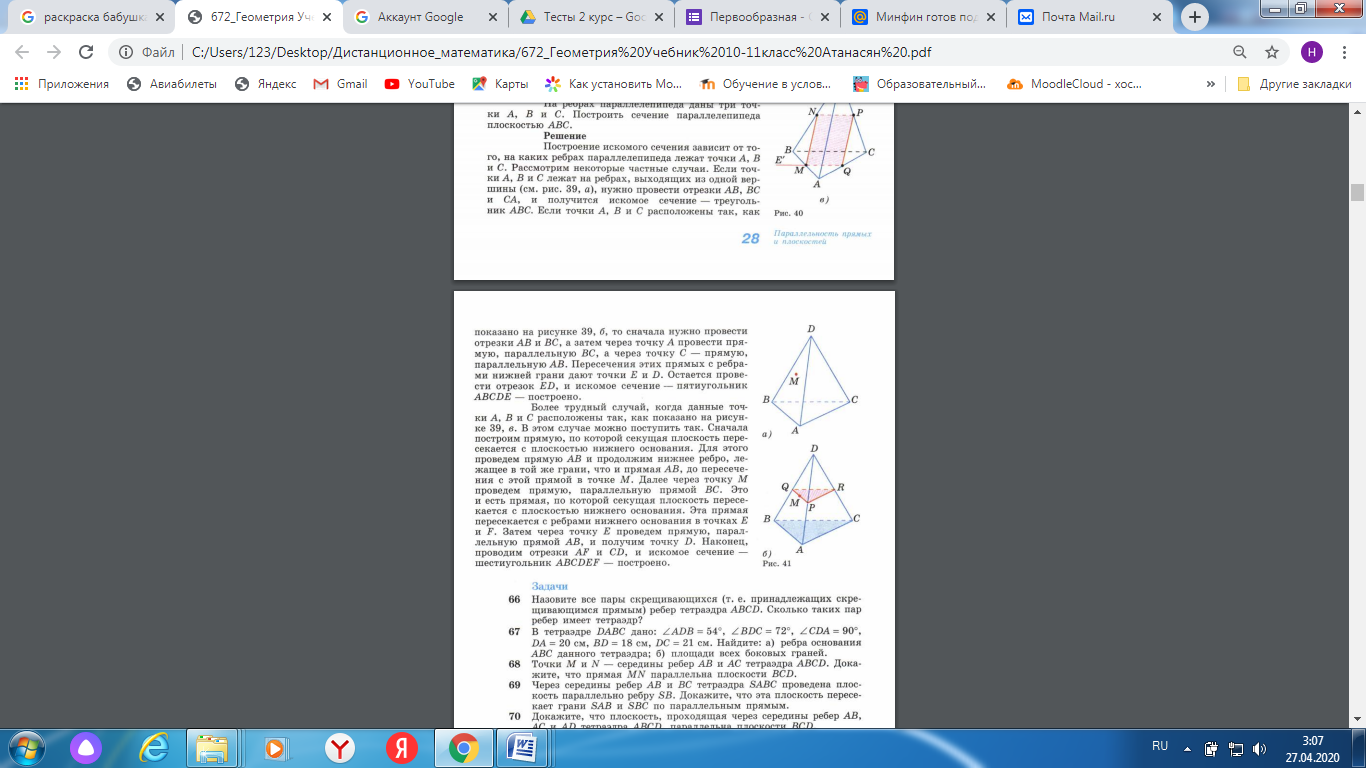 раскраска бабушка
672_Геометрия Уч
Аккаунт Google
Тесты 2 курс – Goo
Первообразная - G
Минфин готов под
Почта Mail.ru
Файл
C:/Users/123/Desktop/Дистанционное_математика/672_Геометрия%20Учебник%2010-11класс%20Атанасян%20.pdf
Н
Приложения
Bugaboksity
Яндекс
Gmail
YouTube
Карты
Как установить Mo...
Обучение в услов...
Образовательный...
MoodleCloud - хос...
»
Другие закладки
На ребрах параллелепипеда даны три точ-
ки A, B и C. Построить сечение параллелепипеда
плоскостью ABC.
Решение
Построение искомого сечения зависит от то-
го, на каких ребрах параллелепипеда лежат точки A, B
и C. Рассмотрим некоторые частные случаи. Если точ-
ки A, B и C лежат на ребрах, выходящих из одной вер-
шины (см. рис. 39, а), нужно провести отрезки AB, BC
и CA, и получится искомое сечение — треуголь-
ник ABC. Если точки A, B и C расположены так, как
N
P
B
C
E'
M
Q
A
в)
Рис. 40
28
Параллельность прямых
и плоскостей
показано на рисунке 39, б, то сначала нужно провести
отрезки AB и BC, а затем через точку A провести пря-
мую, параллельную BC, а через точку C — прямую,
параллельную AB. Пересечения этих прямых с ребра-
ми нижней грани дают точки E и D. Остается прове-
сти отрезок ED, и искомое сечение — пятиугольник
ABCDE — построено.
Более трудный случай, когда данные точ-
ки A, B и C расположены так, как показано на рисун-
ке 39, в. В этом случае можно поступить так. Сначала
построим прямую, по которой секущая плоскость пере-
секается с плоскостью нижнего основания. Для этого
проведем прямую AB и продолжим нижнее ребро, ле-
жащее в той же грани, что и прямая AB, до пересече-
ния с этой прямой в точке M. Далее через точку M
проведем прямую, параллельную прямой BC. Это
и есть прямая, по которой секущая плоскость пересе-
кается с плоскостью нижнего основания. Эта прямая
пересекается с ребрами нижнего основания в точках E
и F. Затем через точку E проведем прямую, парал-
лельную прямой AB, и получим точку D. Наконец,
проводим отрезки AF и CD, и искомое сечение —
шестиугольник ABCDEF — построено.
D
M
B
C
A
а)
D
Q
R
M
P
B
C
A
б)
Рис. 41
Задачи
66 Назовите все пары скрещивающихся (т. е. принадлежащих скре-
щивающимся прямым) ребер тетраэдра ABCD. Сколько таких пар
ребер имеет тетраэдр?
67 В тетраэдре DABC дано: ∠ADB = 54°, ∠BDC = 72°, ∠CDA = 90°,
DA = 20 см, BD = 18 см, DC = 21 см. Найдите: а) ребра основания
ABC данного тетраэдра; б) площади всех боковых граней.
68 Точки M и N — середины ребер AB и AC тетраэдра ABCD. Дока-
жите, что прямая MN параллельна плоскости BCD.
69 Через середины ребер AB и BC тетраэдра SABC проведена плос-
кость параллельно ребру SB. Докажите, что эта плоскость пересе-
кает грани SAB и SBC по параллельным прямым.
70 Докажите, что плоскость, проходящая через середины ребер AB,
AC и AD тетраэдра ABCD, параллельна плоскости BCD.
RU
3:07
27.04.2020